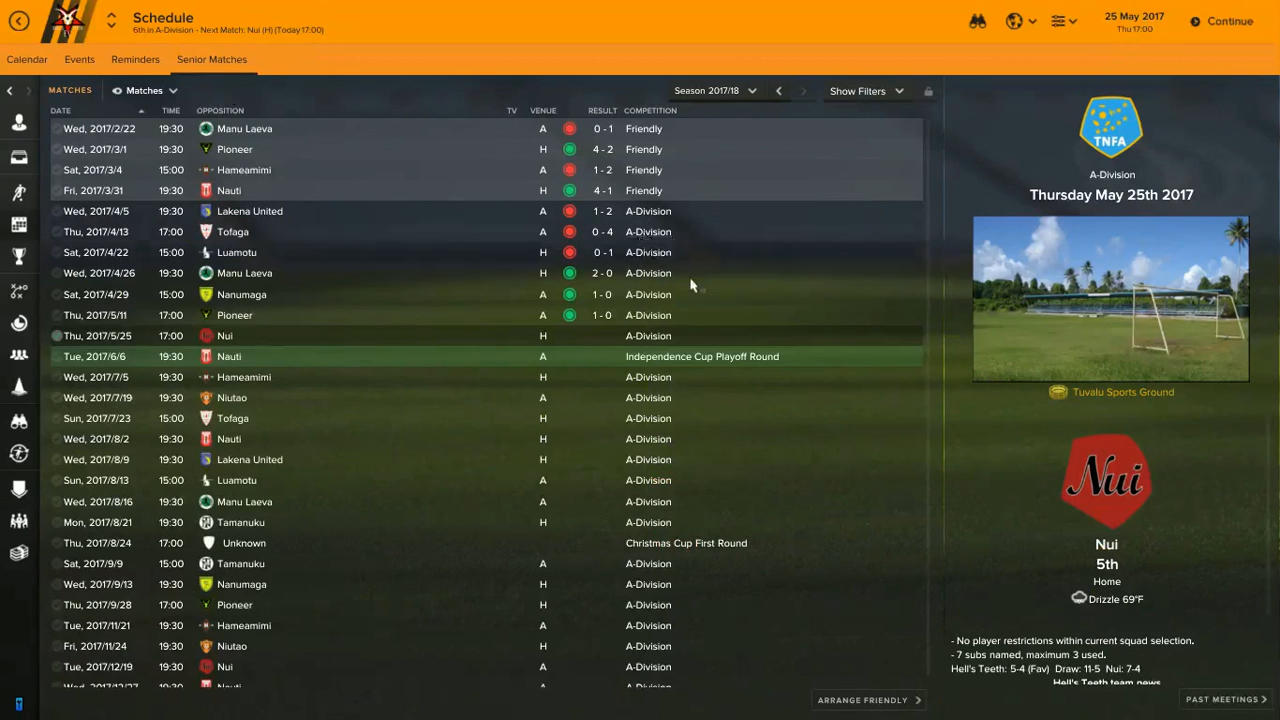 Schedule
6th in A-Division - Next Match: Nui (H) (Today 17:00)
25 May 2017
Thu 17:00
Continue
Calendar Events Reminders Senior Matches
MATCHES Matches Season 2017/18 Show Filters
DATE TIME OPPOSITION TV VENUE RESULT COMPETITION
Wed, 2017/2/22 19:30 Manu Laeva A 0 - 1 Friendly
Wed, 2017/3/1 19:30 Pioneer H 4 - 2 Friendly
Sat, 2017/3/4 15:00 Hameamimi A 1 - 2 Friendly
Fri, 2017/3/31 19:30 Nauti H 4 - 1 Friendly
Wed, 2017/4/5 19:30 Lakena United A 1 - 2 A-Division
Thu, 2017/4/13 17:00 Tofaga A 0 - 4 A-Division
Sat, 2017/4/22 15:00 Luamotu H 0 - 1 A-Division
Wed, 2017/4/26 19:30 Manu Laeva H 2 - 0 A-Division
Sat, 2017/4/29 15:00 Nanumaga A 1 - 0 A-Division
Thu, 2017/5/11 17:00 Pioneer A 1 - 0 A-Division
Thu, 2017/5/25 17:00 Nui H A-Division
Tue, 2017/6/6 19:30 Nauti A Independence Cup Playoff Round
Wed, 2017/7/5 19:30 Hameamimi H A-Division
Wed, 2017/7/19 19:30 Niutao A A-Division
Sun, 2017/7/23 15:00 Tofaga H A-Division
Wed, 2017/8/2 19:30 Nauti H A-Division
Wed, 2017/8/9 19:30 Lakena United H A-Division
Sun, 2017/8/13 15:00 Luamotu A A-Division
Wed, 2017/8/16 19:30 Manu Laeva A A-Division
Mon, 2017/8/21 19:30 Tamanuku H A-Division
Thu, 2017/8/24 17:00 Unknown Christmas Cup First Round
Sat, 2017/9/9 15:00 Tamanuku A A-Division
Wed, 2017/9/13 19:30 Nanumaga H A-Division
Thu, 2017/9/28 17:00 Pioneer H A-Division
Tue, 2017/11/21 19:30 Hameamimi A A-Division
Fri, 2017/11/24 19:30 Niutao H A-Division
Tue, 2017/12/19 19:30 Nui A A-Division
Wed, 2017/12/27 19:30 Nauti A A-Division
ARRANGE FRIENDLY
TNFA
A-Division
Thursday May 25th 2017
Tuvalu Sports Ground
Nui
Nui
5th
Home
Drizzle 69°F
- No player restrictions within current squad selection.
- 7 subs named, maximum 3 used.
Hell's Teeth: 5-4 (Fav) Draw: 11-5 Nui: 7-4
Hell's Teeth team news
PAST MEETINGS